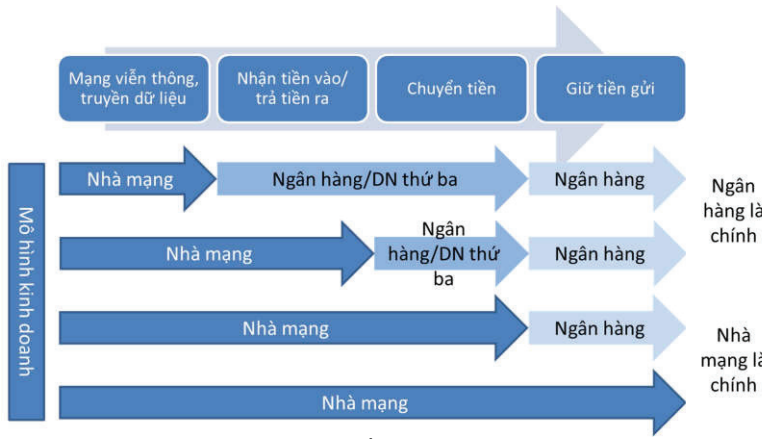 Mạng viễn thông,
truyền dữ liệu
Nhận tiền vào/
trả tiền ra
Chuyển tiền
Giữ tiền gửi
Mô hình kinh doanh
Nhà mạng
Ngân hàng/DN thứ ba
Ngân hàng
Ngân
hàng là
chính
Nhà mạng
Ngân
hàng/DN thứ
ba
Ngân hàng
Nhà mạng
Ngân hàng
Nhà
mạng là
chính
Nhà mạng